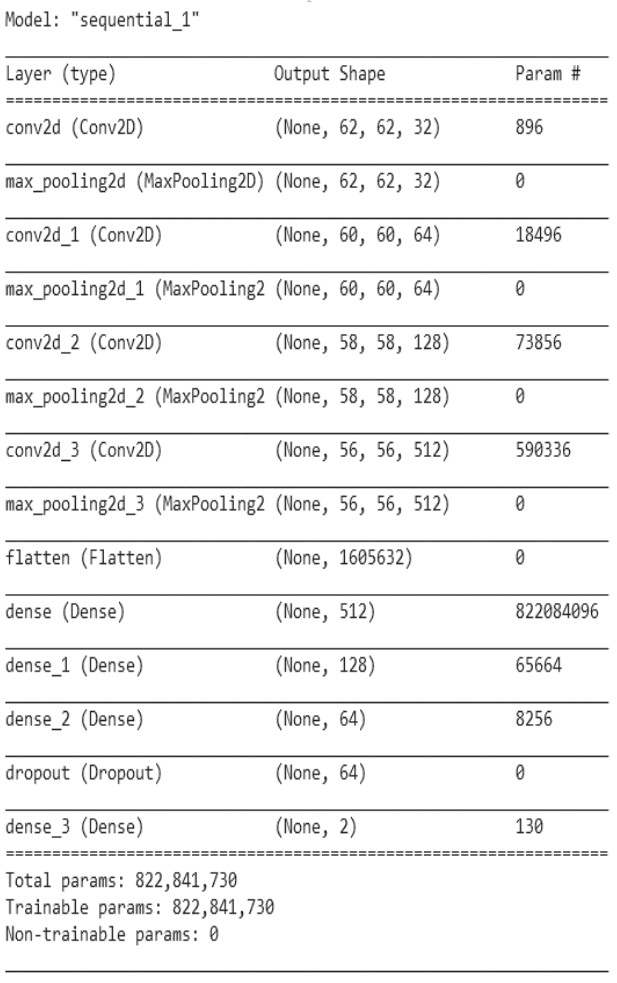 Model: "sequential_1"
Layer (type) Output Shape Param #
conv2d (Conv2D) (None, 62, 62, 32) 896
max_pooling2d (MaxPooling2D) (None, 62, 62, 32) 0
conv2d_1 (Conv2D) (None, 60, 60, 64) 18496
max_pooling2d_1 (MaxPooling2 (None, 60, 60, 64) 0
conv2d_2 (Conv2D) (None, 58, 58, 128) 73856
max_pooling2d_2 (MaxPooling2 (None, 58, 58, 128) 0
conv2d_3 (Conv2D) (None, 56, 56, 512) 590336
max_pooling2d_3 (MaxPooling2 (None, 56, 56, 512) 0
flatten (Flatten) (None, 1605632) 0
dense (Dense) (None, 512) 822084096
dense_1 (Dense) (None, 128) 65664
dense_2 (Dense) (None, 64) 8256
dropout (Dropout) (None, 64) 0
dense_3 (Dense) (None, 2) 130
Total params: 822,841,730
Trainable params: 822,841,730
Non-trainable params: 0